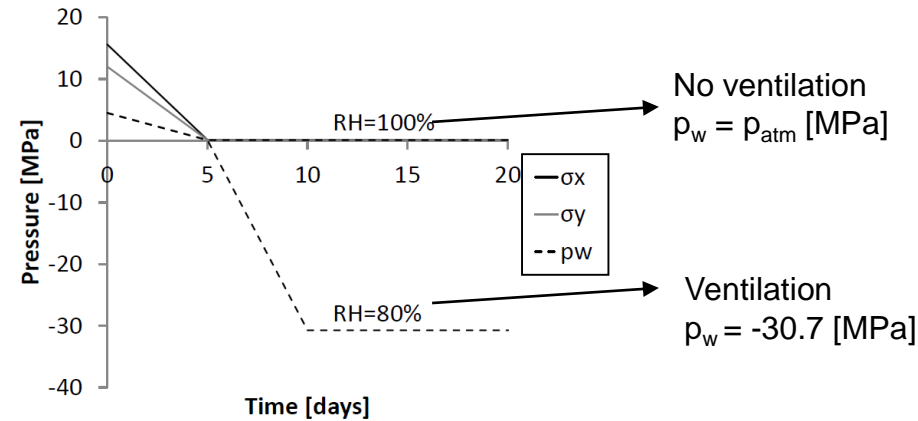 20
10
0
-10
-20
-30
-40
0
5
10
15
20
Pressure [MPa]
Time [days]
RH=100%
RH=80%
σx
σy
pw
No ventilation
pw = patm [MPa]
Ventilation
pw = -30.7 [MPa]